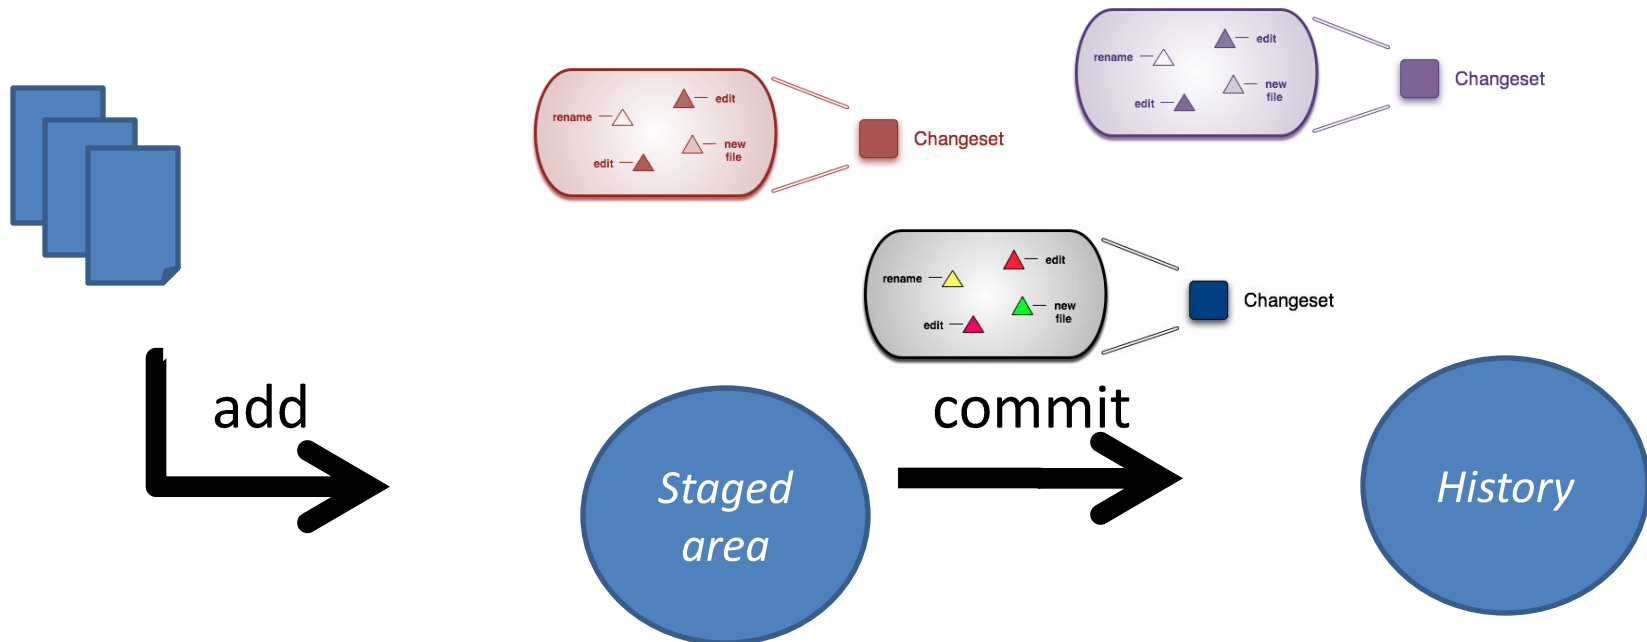 edit
rename
new
file
edit
Changeset
edit
rename
new
file
edit
Changeset
edit
rename
new
file
edit
Changeset
add
commit
Staged
area
History